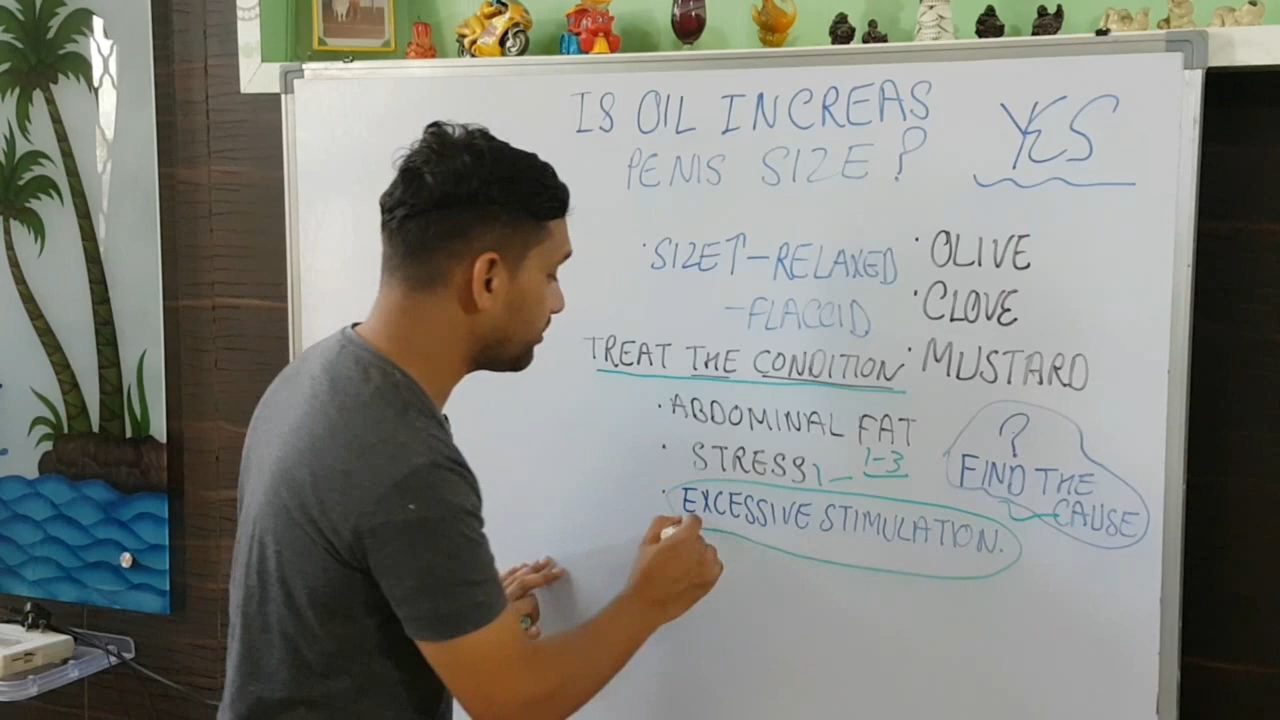 IS OIL INCREAS
PENIS SIZE?
YES
· SIZE↑ - RELAXED
- FLACCID
· OLIVE
· CLOVE
· MUSTARD
TREAT THE CONDITION
· ABDOMINAL FAT
· STRESS
1-3
· EXCESSIVE STIMULATION.
?
FIND THE
CAUSE